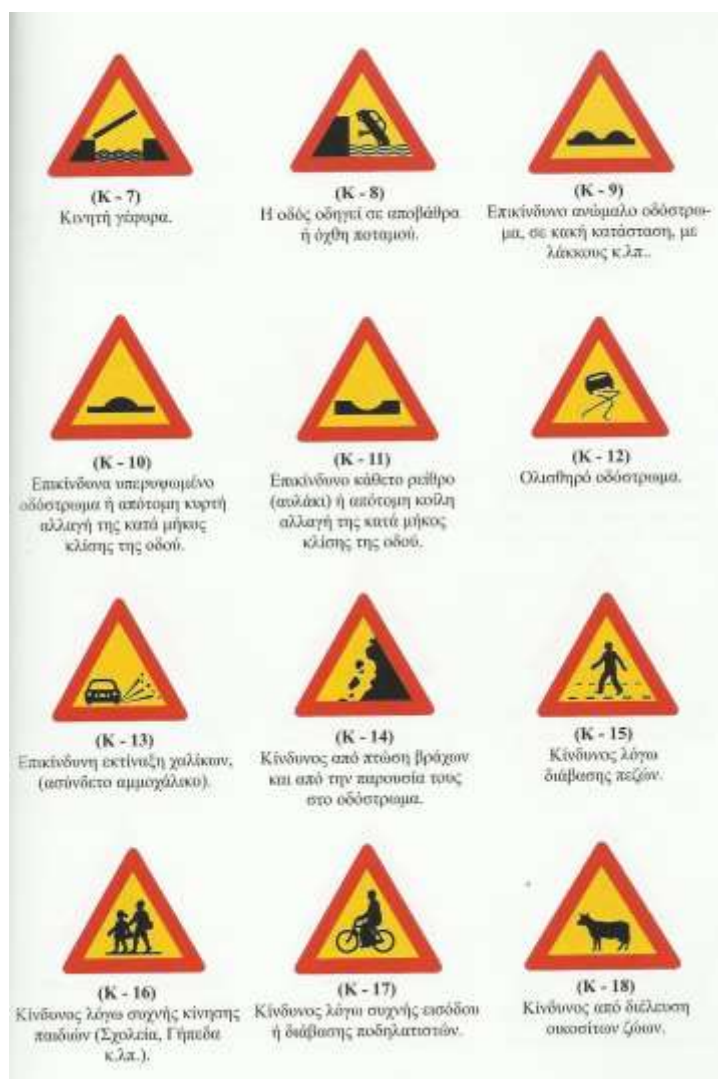 (K - 7)
Κινητή γέφυρα.
(K - 8)
Η οδός οδηγεί σε αποβάθρα
ή όχθη ποταμού.
(K - 9)
Επικίνδυνο ανώμαλο οδόστρω-
μα, σε κακή κατάσταση, με
λάκκους κ.λπ..
(K - 10)
Επικίνδυνα υπερυψωμένο
οδόστρωμα ή απότομη κυρτή
αλλαγή της κατά μήκος
κλίσης της οδού.
(K - 11)
Επικίνδυνο κάθετο ρείθρο
(αυλάκι) ή απότομη κοίλη
αλλαγή της κατά μήκος
κλίσης της οδού.
(K - 12)
Ολισθηρό οδόστρωμα.
(K - 13)
Επικίνδυνη εκτίναξη χαλίκων,
(ασύνδετο αμμοχάλικο).
(K - 14)
Κίνδυνος από πτώση βράχων
και από την παρουσία τους
στο οδόστρωμα.
(K - 15)
Κίνδυνος λόγω
διάβασης πεζών.
(K - 16)
Κίνδυνος λόγω συχνής κίνησης
παιδιών (Σχολεία, Γήπεδα
κ.λπ.).
(K - 17)
Κίνδυνος λόγω συχνής εισόδου
ή διάβασης ποδηλατιστών.
(K - 18)
Κίνδυνος από διέλευση
οικοσίτων ζώων.